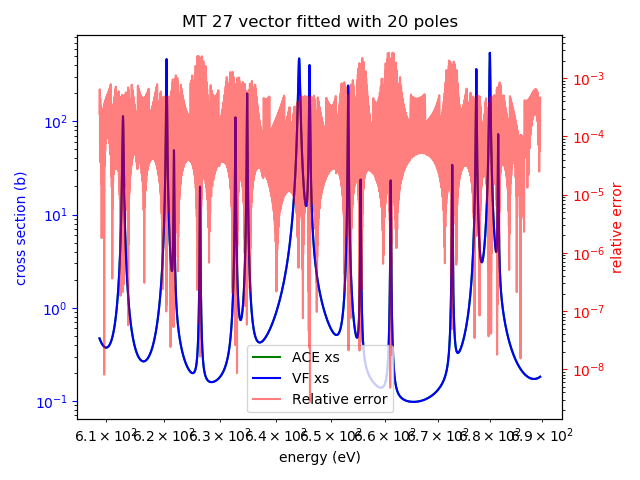 MT 27 vector fitted with 20 poles
10²
10¹
10⁰
10⁻¹
cross section (b)
10⁻³
10⁻⁴
10⁻⁵
10⁻⁶
10⁻⁷
10⁻⁸
relative error
ACE xs
VF xs
Relative error
6.1 × 10² 6.2 × 10² 6.3 × 10² 6.4 × 10² 6.5 × 10² 6.6 × 10² 6.7 × 10² 6.8 × 10² 6.9 × 10²
energy (eV)